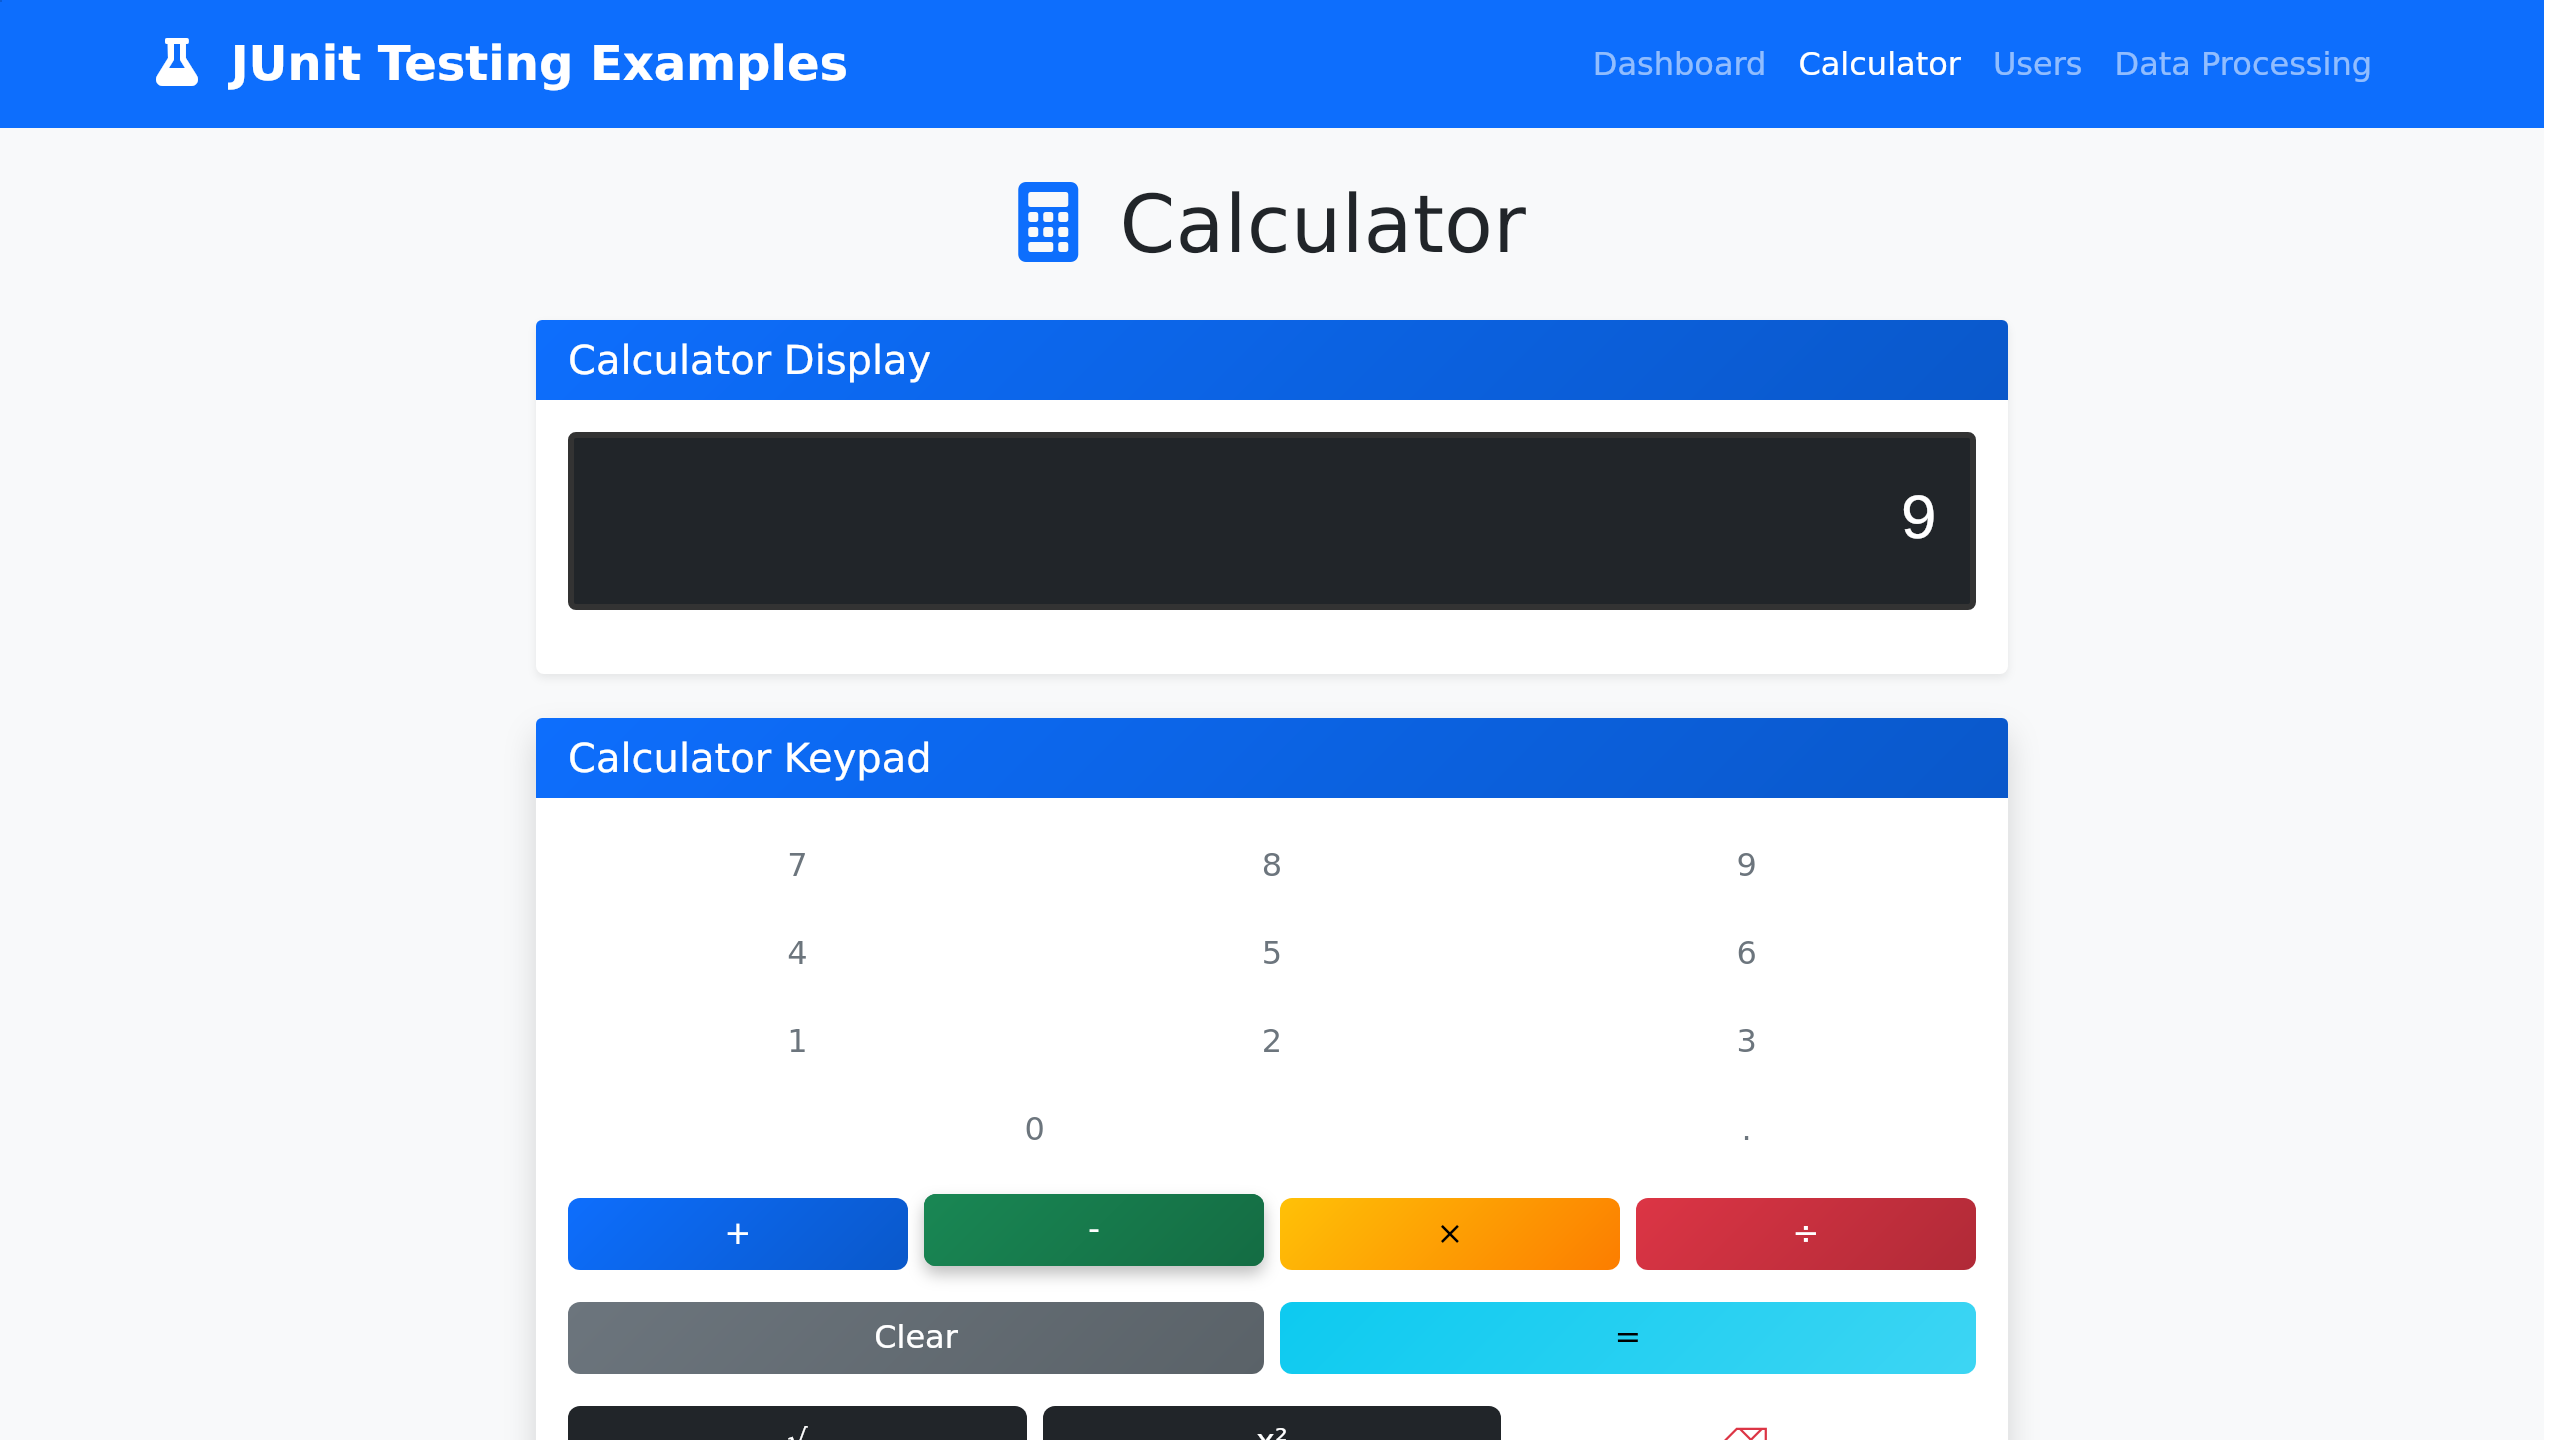 JUnit Testing Examples
Dashboard Calculator Users Data Processing
Calculator
Calculator Display
9
Calculator Keypad
7 8 9
4 5 6
1 2 3
0 .
+ - × ÷
Clear =
√ x² ⌫